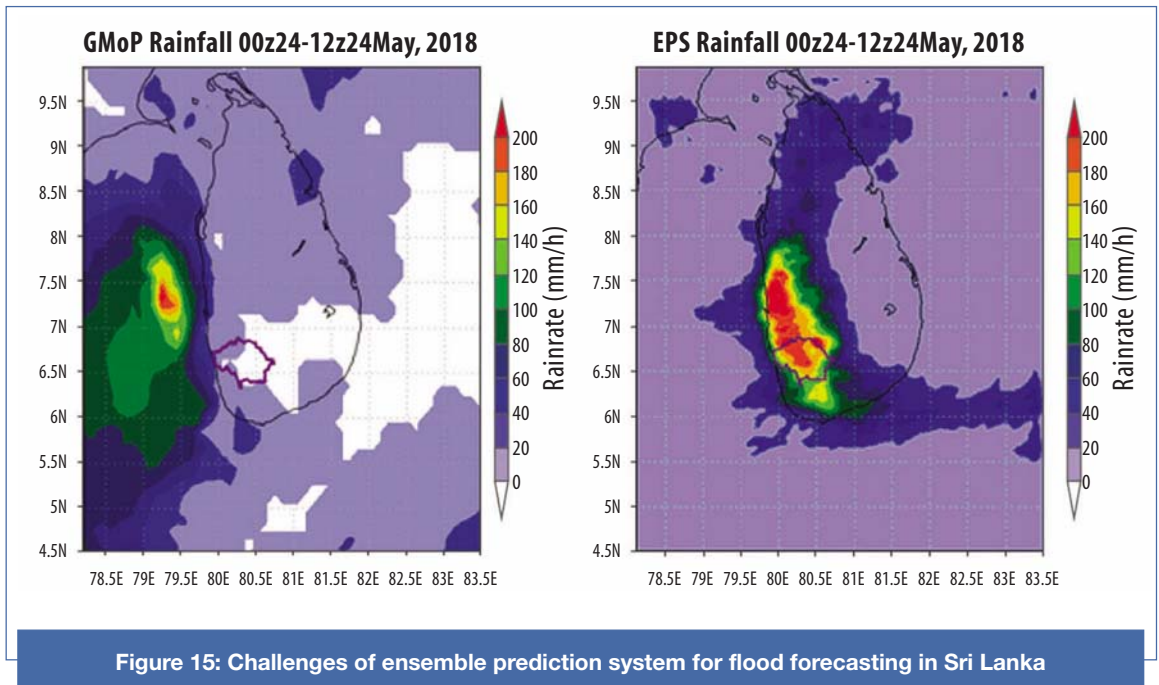 GMoP Rainfall 00z24-12z24May, 2018
9.5N
9N
8.5N
8N
7.5N
7N
6.5N
6N
5.5N
5N
4.5N
78.5E 79E 79.5E 80E 80.5E 81E 81.5E 82E 82.5E 83.5E
200
180
160
140
120
100
80
60
40
20
0
Rainrate (mm/h)
EPS Rainfall 00z24-12z24May, 2018
9.5N
9N
8.5N
8N
7.5N
7N
6.5N
6N
5.5N
5N
4.5N
78.5E 79E 79.5E 80E 80.5E 81E 81.5E 82E 82.5E 83.5E
200
180
160
140
120
100
80
60
40
20
0
Rainrate (mm/h)
Figure 15: Challenges of ensemble prediction system for flood forecasting in Sri Lanka